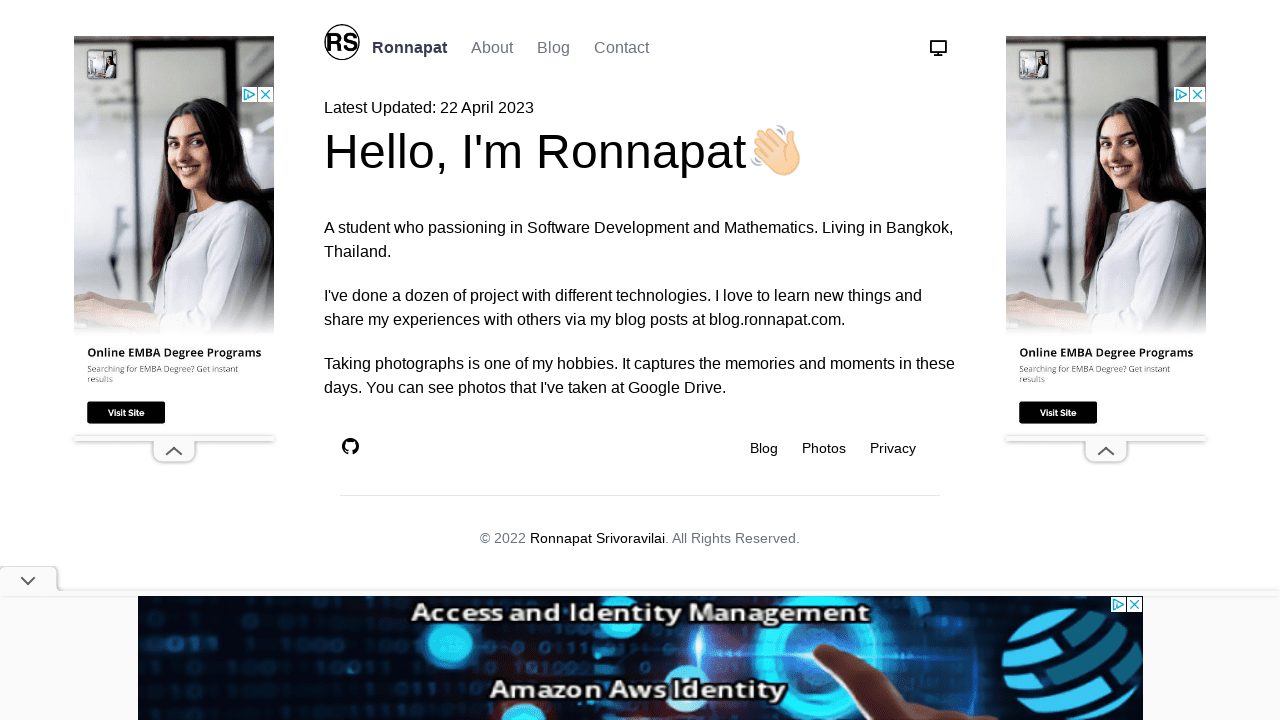 RS Ronnapat About Blog Contact
Latest Updated: 22 April 2023
Hello, I'm Ronnapat
A student who passioning in Software Development and Mathematics. Living in Bangkok,
Thailand.
I've done a dozen of project with different technologies. I love to learn new things and
share my experiences with others via my blog posts at blog.ronnapat.com.
Taking photographs is one of my hobbies. It captures the memories and moments in these
days. You can see photos that I've taken at Google Drive.
Blog Photos Privacy
© 2022 Ronnapat Srivoravilai. All Rights Reserved.
Online EMBA Degree Programs
Searching for EMBA Degree? Get instant
results
Visit Site
Online EMBA Degree Programs
Searching for EMBA Degree? Get instant
results
Visit Site
Access and Identity Management
Amazon Aws Identity